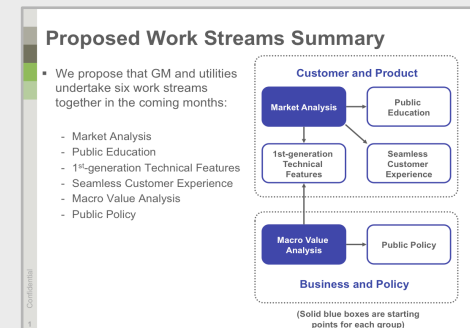 Proposed Work Streams Summary
▪ We propose that GM and utilities
undertake six work streams
together in the coming months:
- Market Analysis
- Public Education
- 1st-generation Technical Features
- Seamless Customer Experience
- Macro Value Analysis
- Public Policy
Customer and Product
Market Analysis
Public
Education
1st-generation
Technical
Features
Seamless
Customer
Experience
Macro Value
Analysis
Public Policy
Business and Policy
(Solid blue boxes are starting
points for each group)
Confidential
1